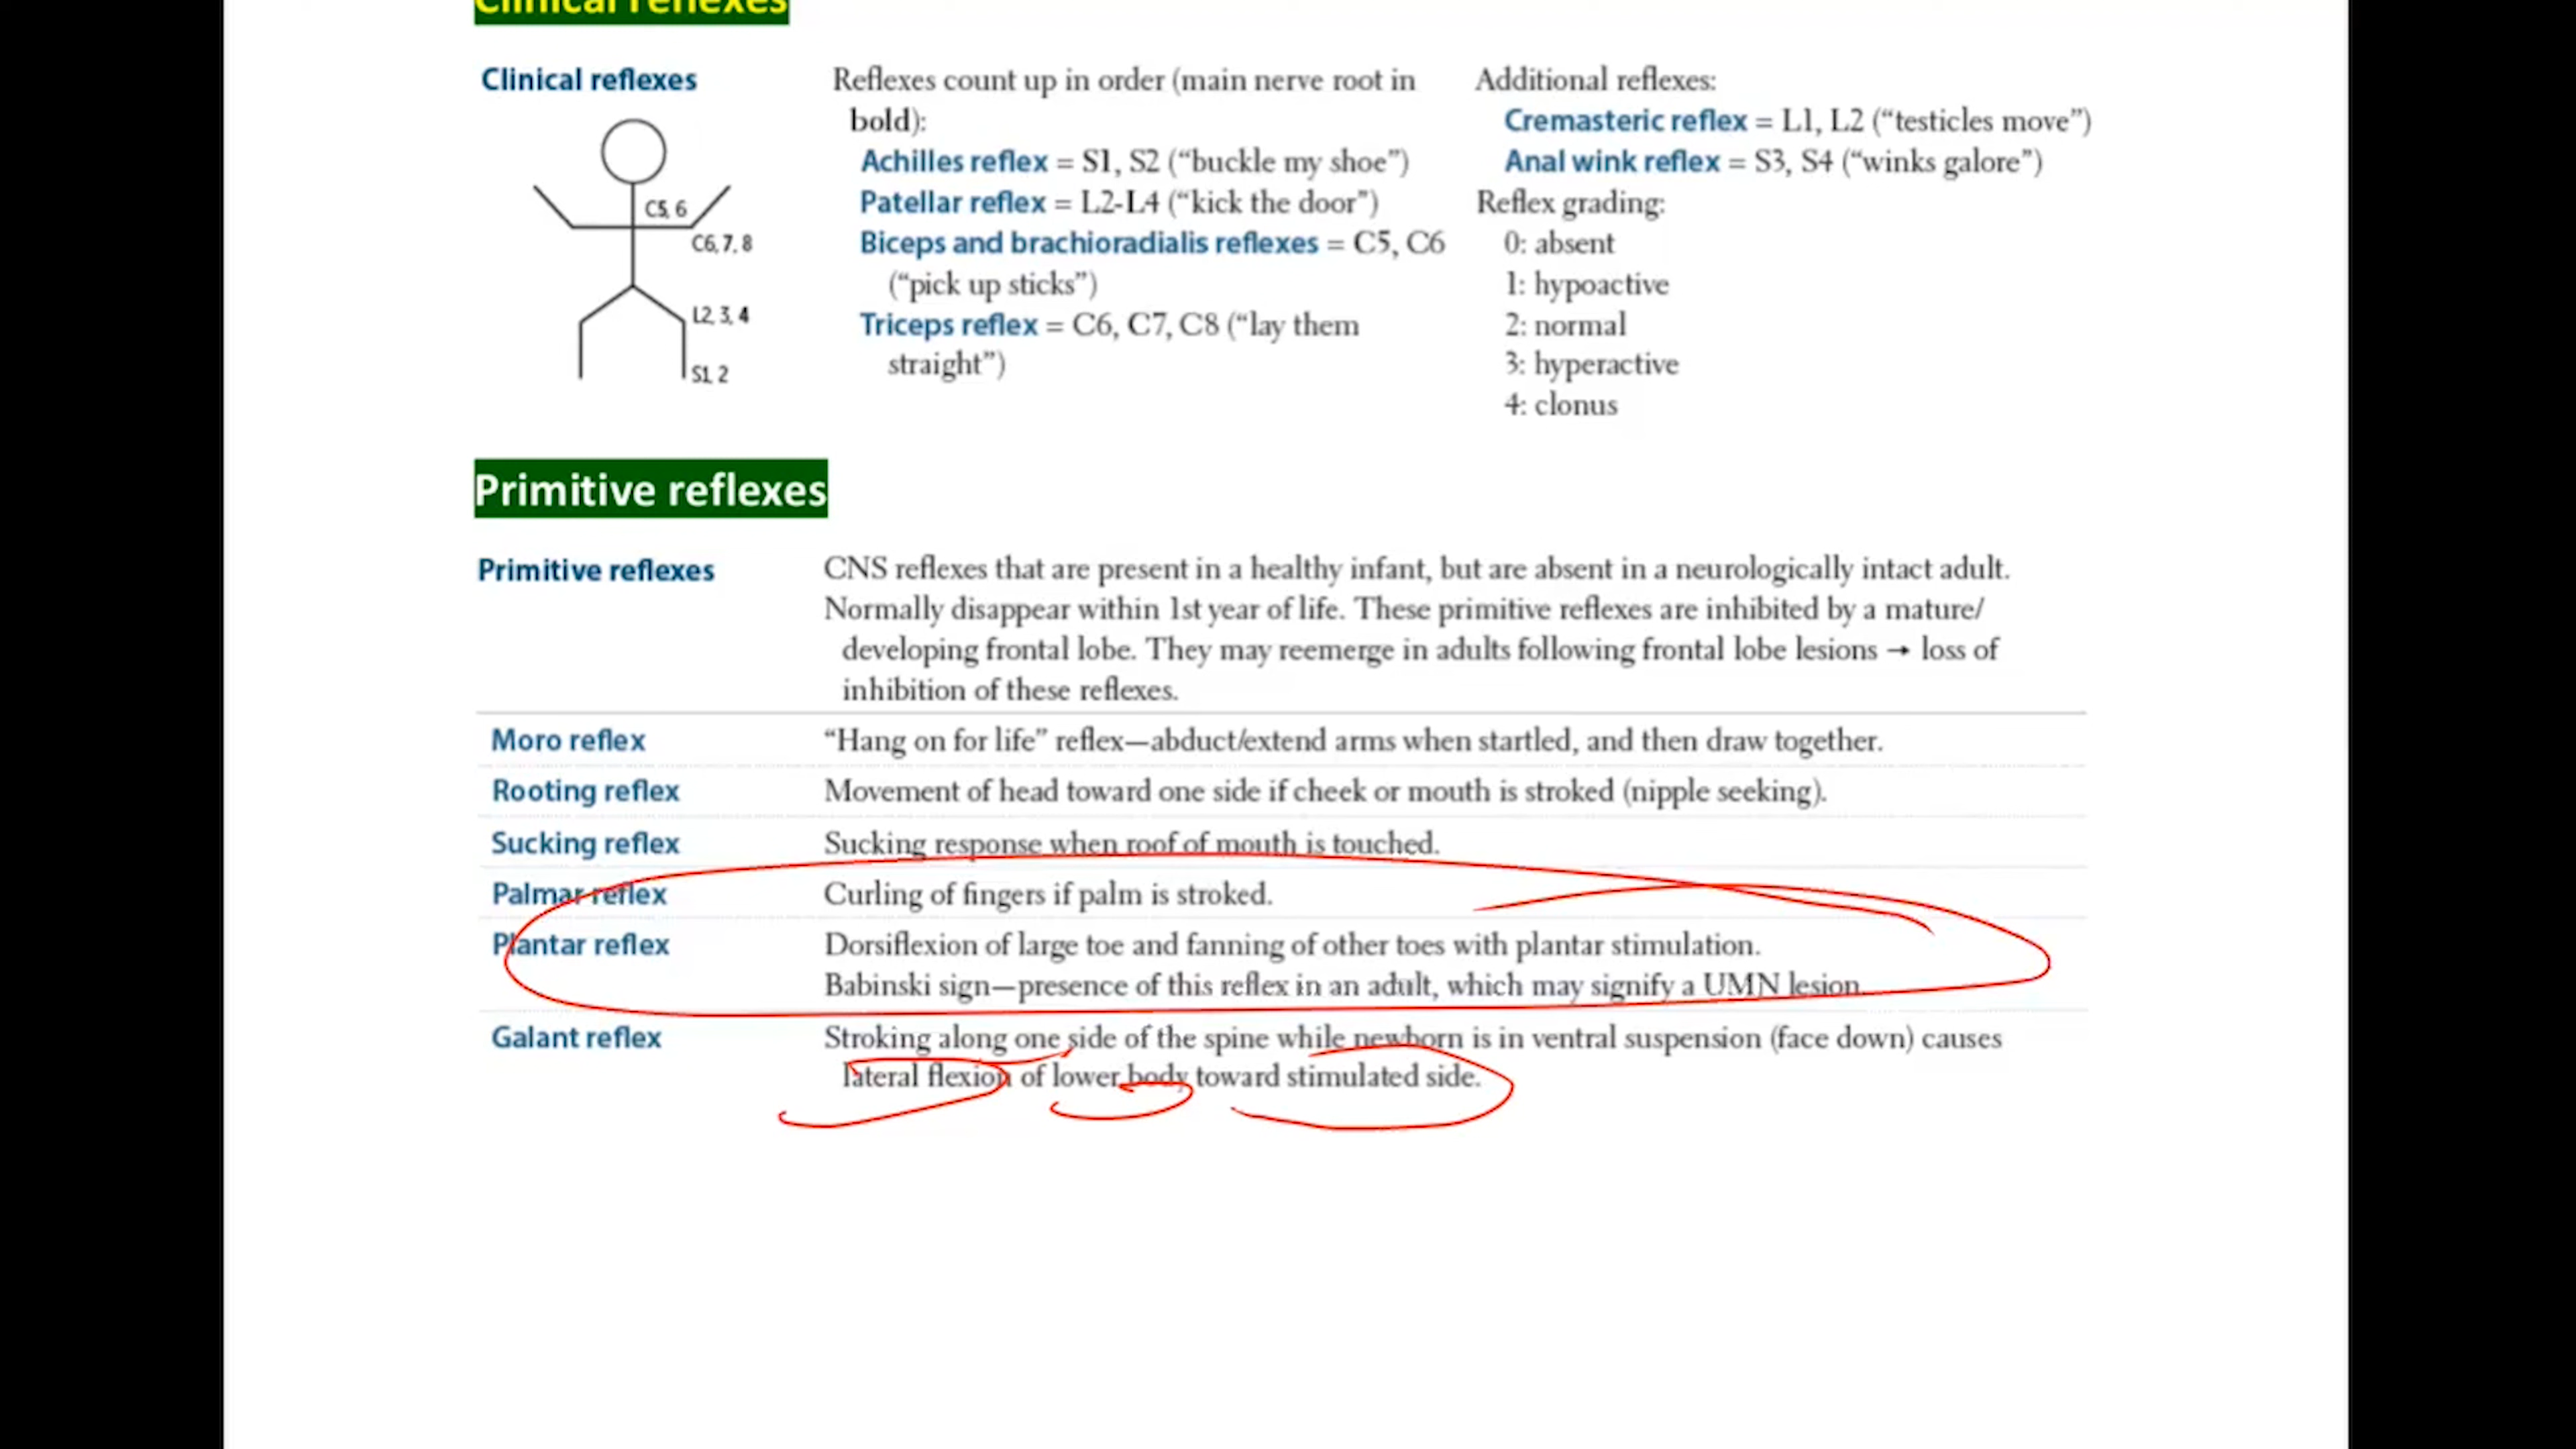 Clinical reflexes
Clinical reflexes
C5, 6
C6, 7, 8
L2, 3, 4
S1, 2
Reflexes count up in order (main nerve root in
bold):
Achilles reflex = S1, S2 (“buckle my shoe”)
Patellar reflex = L2-L4 (“kick the door”)
Biceps and brachioradialis reflexes = C5, C6
(“pick up sticks”)
Triceps reflex = C6, C7, C8 (“lay them
straight”)
Additional reflexes:
Cremasteric reflex = L1, L2 (“testicles move”)
Anal wink reflex = S3, S4 (“winks galore”)
Reflex grading:
0: absent
1: hypoactive
2: normal
3: hyperactive
4: clonus
Primitive reflexes
Primitive reflexes
CNS reflexes that are present in a healthy infant, but are absent in a neurologically intact adult.
Normally disappear within 1st year of life. These primitive reflexes are inhibited by a mature/
developing frontal lobe. They may reemerge in adults following frontal lobe lesions → loss of
inhibition of these reflexes.
Moro reflex
“Hang on for life” reflex—abduct/extend arms when startled, and then draw together.
Rooting reflex
Movement of head toward one side if cheek or mouth is stroked (nipple seeking).
Sucking reflex
Sucking response when roof of mouth is touched.
Palmar reflex
Curling of fingers if palm is stroked.
Plantar reflex
Dorsiflexion of large toe and fanning of other toes with plantar stimulation.
Babinski sign—presence of this reflex in an adult, which may signify a UMN lesion.
Galant reflex
Stroking along one side of the spine while newborn is in ventral suspension (face down) causes
lateral flexion of lower body toward stimulated side.